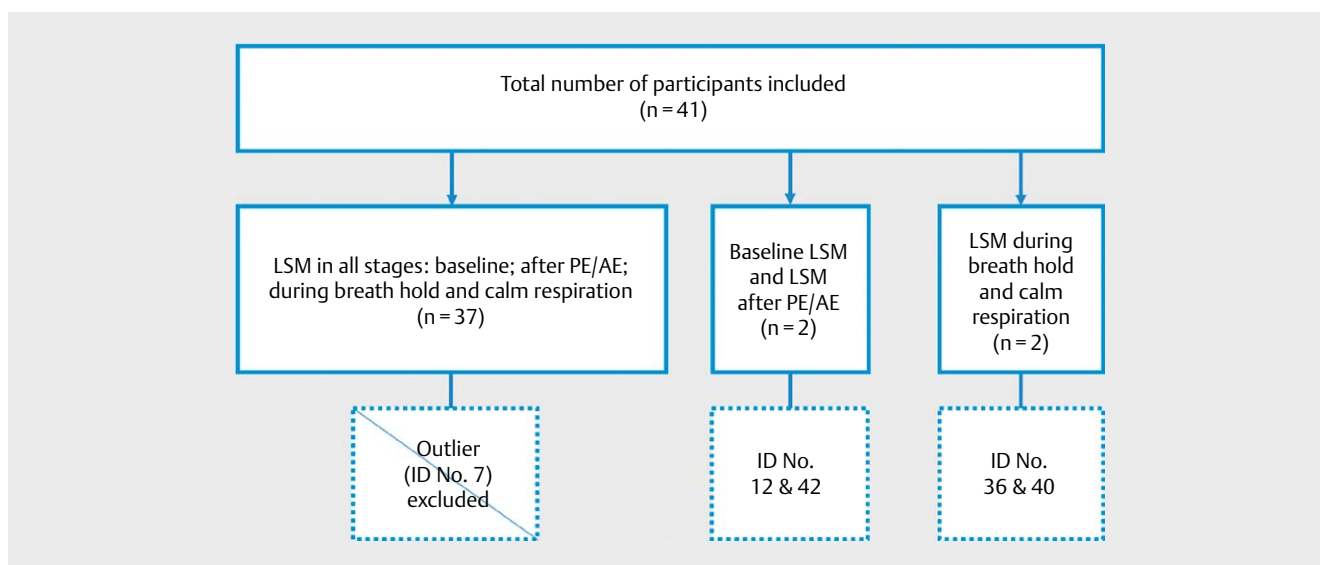 Total number of participants included
(n = 41)
LSM in all stages: baseline; after PE/AE;
during breath hold and calm respiration
(n = 37)
Baseline LSM
and LSM
after PE/AE
(n = 2)
LSM during
breath hold
and calm
respiration
(n = 2)
Outlier
(ID No. 7)
excluded
ID No.
12 & 42
ID No.
36 & 40